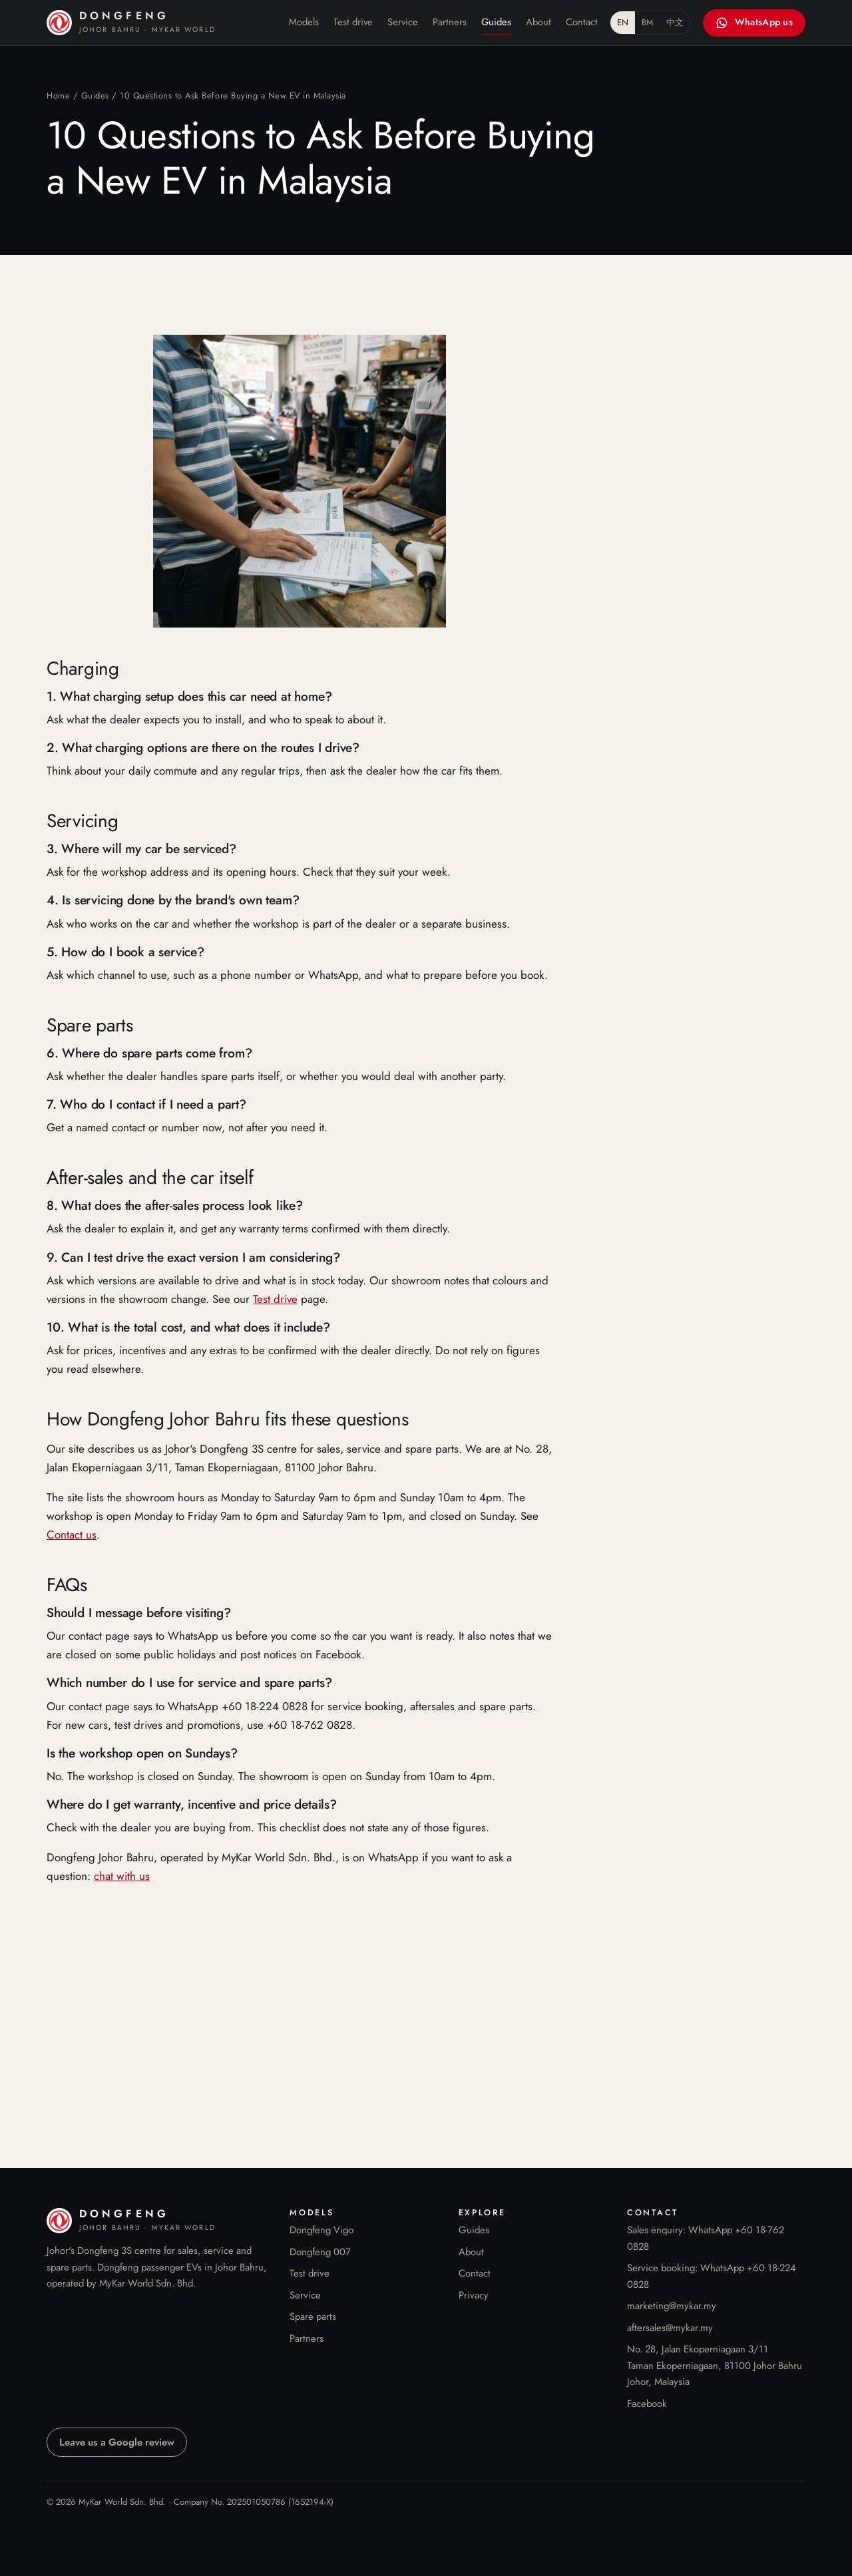 DONGFENG
JOHOR BAHRU · MYKAR WORLD
Models
Test drive
Service
Partners
Guides
About
Contact
EN
BM
中文
WhatsApp us
Home / Guides / 10 Questions to Ask Before Buying a New EV in Malaysia
10 Questions to Ask Before Buying
a New EV in Malaysia
Charging
1. What charging setup does this car need at home?
Ask what the dealer expects you to install, and who to speak to about it.
2. What charging options are there on the routes I drive?
Think about your daily commute and any regular trips, then ask the dealer how the car fits them.
Servicing
3. Where will my car be serviced?
Ask for the workshop address and its opening hours. Check that they suit your week.
4. Is servicing done by the brand's own team?
Ask who works on the car and whether the workshop is part of the dealer or a separate business.
5. How do I book a service?
Ask which channel to use, such as a phone number or WhatsApp, and what to prepare before you book.
Spare parts
6. Where do spare parts come from?
Ask whether the dealer handles spare parts itself, or whether you would deal with another party.
7. Who do I contact if I need a part?
Get a named contact or number now, not after you need it.
After-sales and the car itself
8. What does the after-sales process look like?
Ask the dealer to explain it, and get any warranty terms confirmed with them directly.
9. Can I test drive the exact version I am considering?
Ask which versions are available to drive and what is in stock today. Our showroom notes that colours and
versions in the showroom change. See our Test drive page.
10. What is the total cost, and what does it include?
Ask for prices, incentives and any extras to be confirmed with the dealer directly. Do not rely on figures
you read elsewhere.
How Dongfeng Johor Bahru fits these questions
Our site describes us as Johor's Dongfeng 3S centre for sales, service and spare parts. We are at No. 28,
Jalan Ekoperniagaan 3/11, Taman Ekoperniagaan, 81100 Johor Bahru.
The site lists the showroom hours as Monday to Saturday 9am to 6pm and Sunday 10am to 4pm. The
workshop is open Monday to Friday 9am to 6pm and Saturday 9am to 1pm, and closed on Sunday. See
Contact us.
FAQs
Should I message before visiting?
Our contact page says to WhatsApp us before you come so the car you want is ready. It also notes that we
are closed on some public holidays and post notices on Facebook.
Which number do I use for service and spare parts?
Our contact page says to WhatsApp +60 18-224 0828 for service booking, aftersales and spare parts.
For new cars, test drives and promotions, use +60 18-762 0828.
Is the workshop open on Sundays?
No. The workshop is closed on Sunday. The showroom is open on Sunday from 10am to 4pm.
Where do I get warranty, incentive and price details?
Check with the dealer you are buying from. This checklist does not state any of those figures.
Dongfeng Johor Bahru, operated by MyKar World Sdn. Bhd., is on WhatsApp if you want to ask a
question: chat with us
DONGFENG
JOHOR BAHRU · MYKAR WORLD
Johor's Dongfeng 3S centre for sales, service and
spare parts. Dongfeng passenger EVs in Johor Bahru,
operated by MyKar World Sdn. Bhd.
MODELS
Dongfeng Vigo
Dongfeng 007
Test drive
Service
Spare parts
Partners
EXPLORE
Guides
About
Contact
Privacy
CONTACT
Sales enquiry: WhatsApp +60 18-762
0828
Service booking: WhatsApp +60 18-224
0828
marketing@mykar.my
aftersales@mykar.my
No. 28, Jalan Ekoperniagaan 3/11
Taman Ekoperniagaan, 81100 Johor Bahru
Johor, Malaysia
Facebook
Leave us a Google review
© 2026 MyKar World Sdn. Bhd. · Company No. 202501050786 (1652194-X)